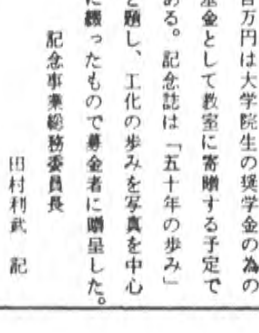 百万円は大学院生の奨学金の為の
基金として教室に寄贈する予定で
ある。記念誌は「五十年の歩み」
と題し、工化の歩みを写真を中心
に綴ったもので募金者に贈呈した。
記念事業総務委員長
田村利武 記